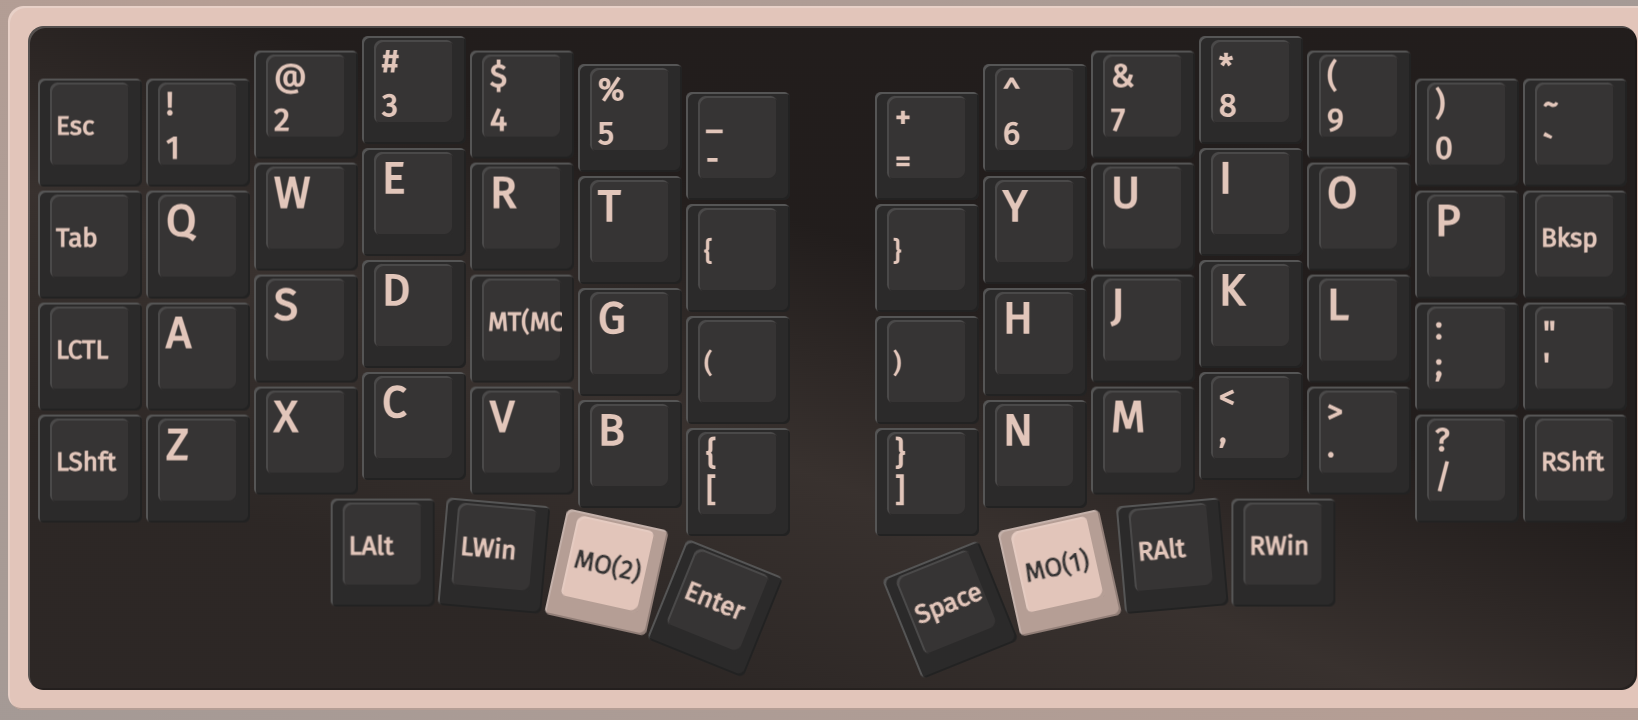 Esc ! 1 @ 2 # 3 $ 4 % 5 _ - + = ^ 6 & 7 * 8 ( 9 ) 0 ~ `
Tab Q W E R T { } Y U I O P Bksp
LCTL A S D MT(MO G ( ) H J K L : ; " '
LShft Z X C V B { [ } ] N M < , > . ? / RShft
LAlt LWin MO(2) Enter Space MO(1) RAlt RWin